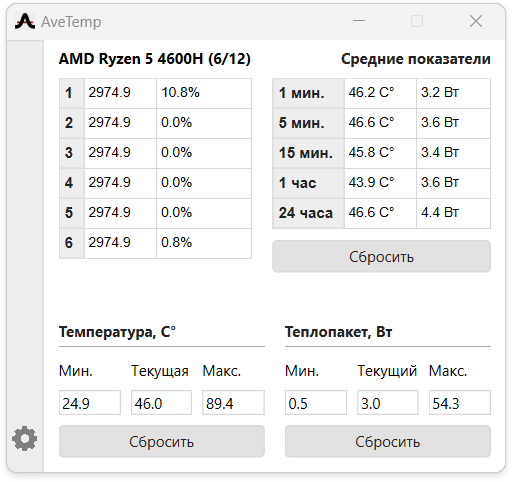 AveTemp
AMD Ryzen 5 4600H (6/12)
1 2974.9 10.8%
2 2974.9 0.0%
3 2974.9 0.0%
4 2974.9 0.0%
5 2974.9 0.0%
6 2974.9 0.8%
Средние показатели
1 мин. 46.2 C° 3.2 Вт
5 мин. 46.6 C° 3.6 Вт
15 мин. 45.8 C° 3.4 Вт
1 час 43.9 C° 3.6 Вт
24 часа 46.6 C° 4.4 Вт
Сбросить
Температура, C°
Мин. Текущая Макс.
24.9 46.0 89.4
Сбросить
Теплопакет, Вт
Мин. Текущий Макс.
0.5 3.0 54.3
Сбросить